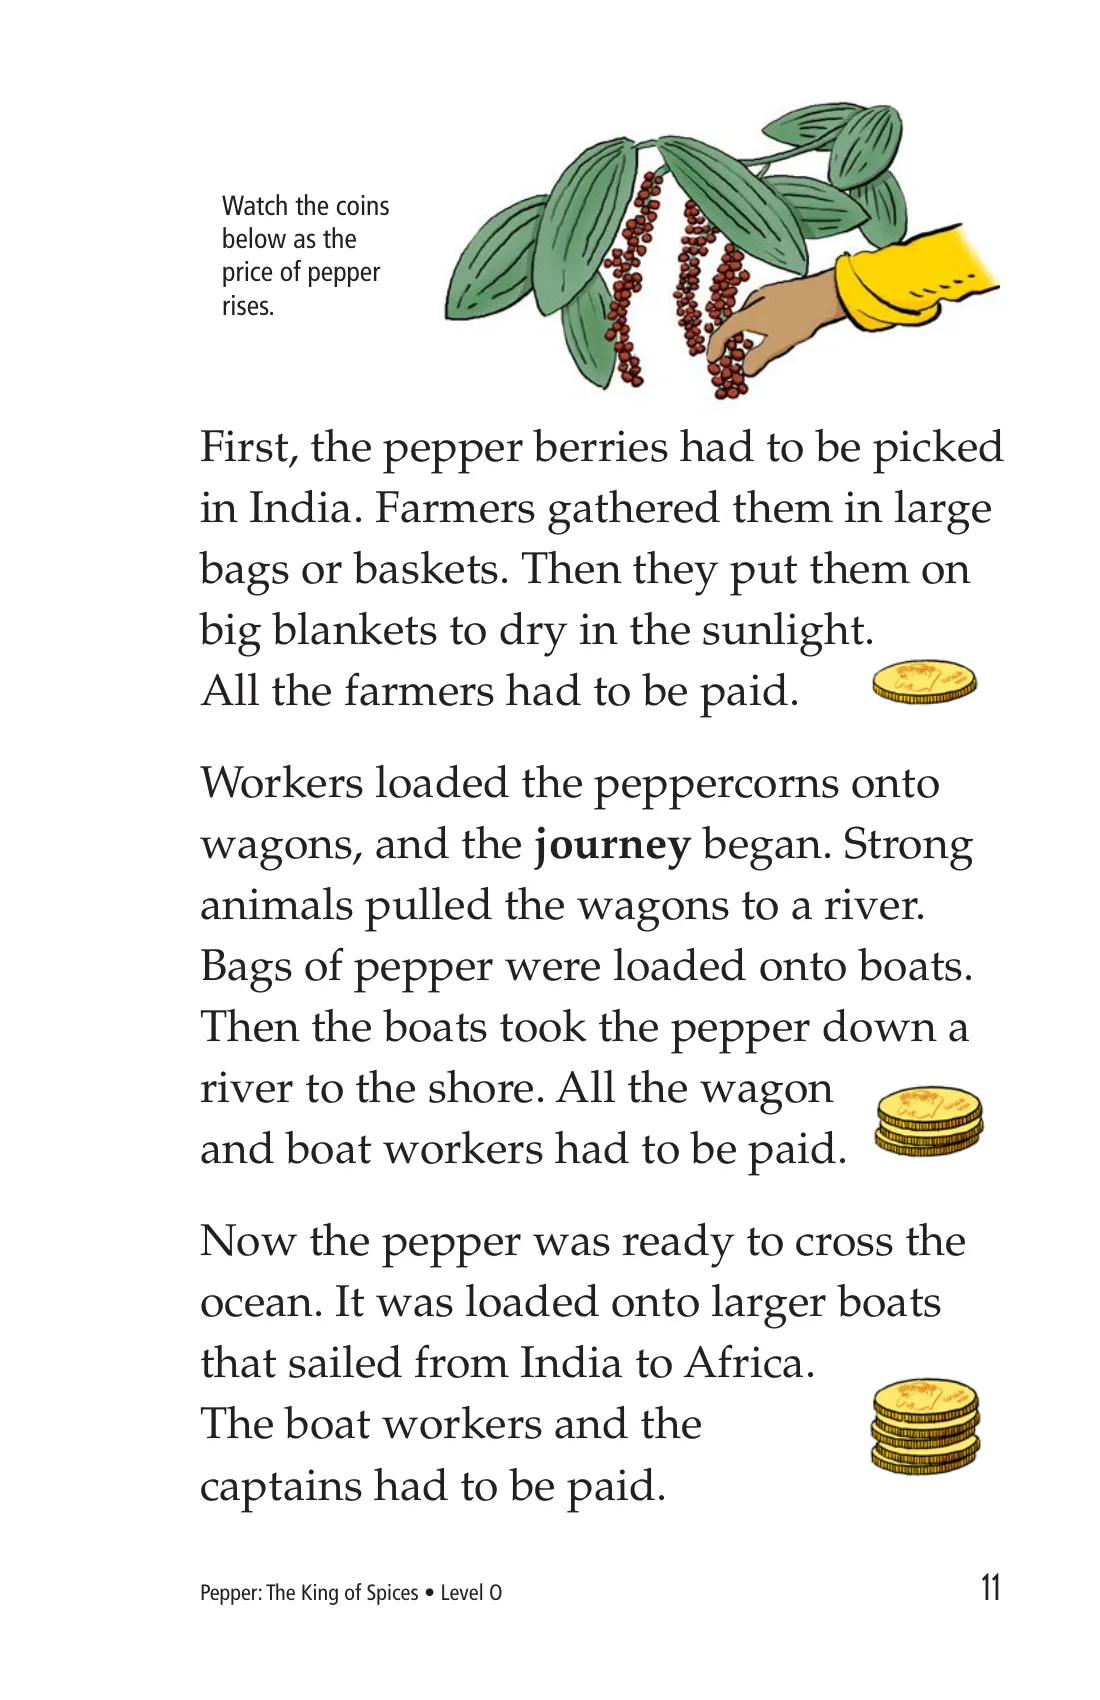 Watch the coins
below as the
price of pepper
rises.
First, the pepper berries had to be picked
in India. Farmers gathered them in large
bags or baskets. Then they put them on
big blankets to dry in the sunlight.
All the farmers had to be paid.
Workers loaded the peppercorns onto
wagons, and the journey began. Strong
animals pulled the wagons to a river.
Bags of pepper were loaded onto boats.
Then the boats took the pepper down a
river to the shore. All the wagon
and boat workers had to be paid.
Now the pepper was ready to cross the
ocean. It was loaded onto larger boats
that sailed from India to Africa.
The boat workers and the
captains had to be paid.
Pepper: The King of Spices • Level O
11